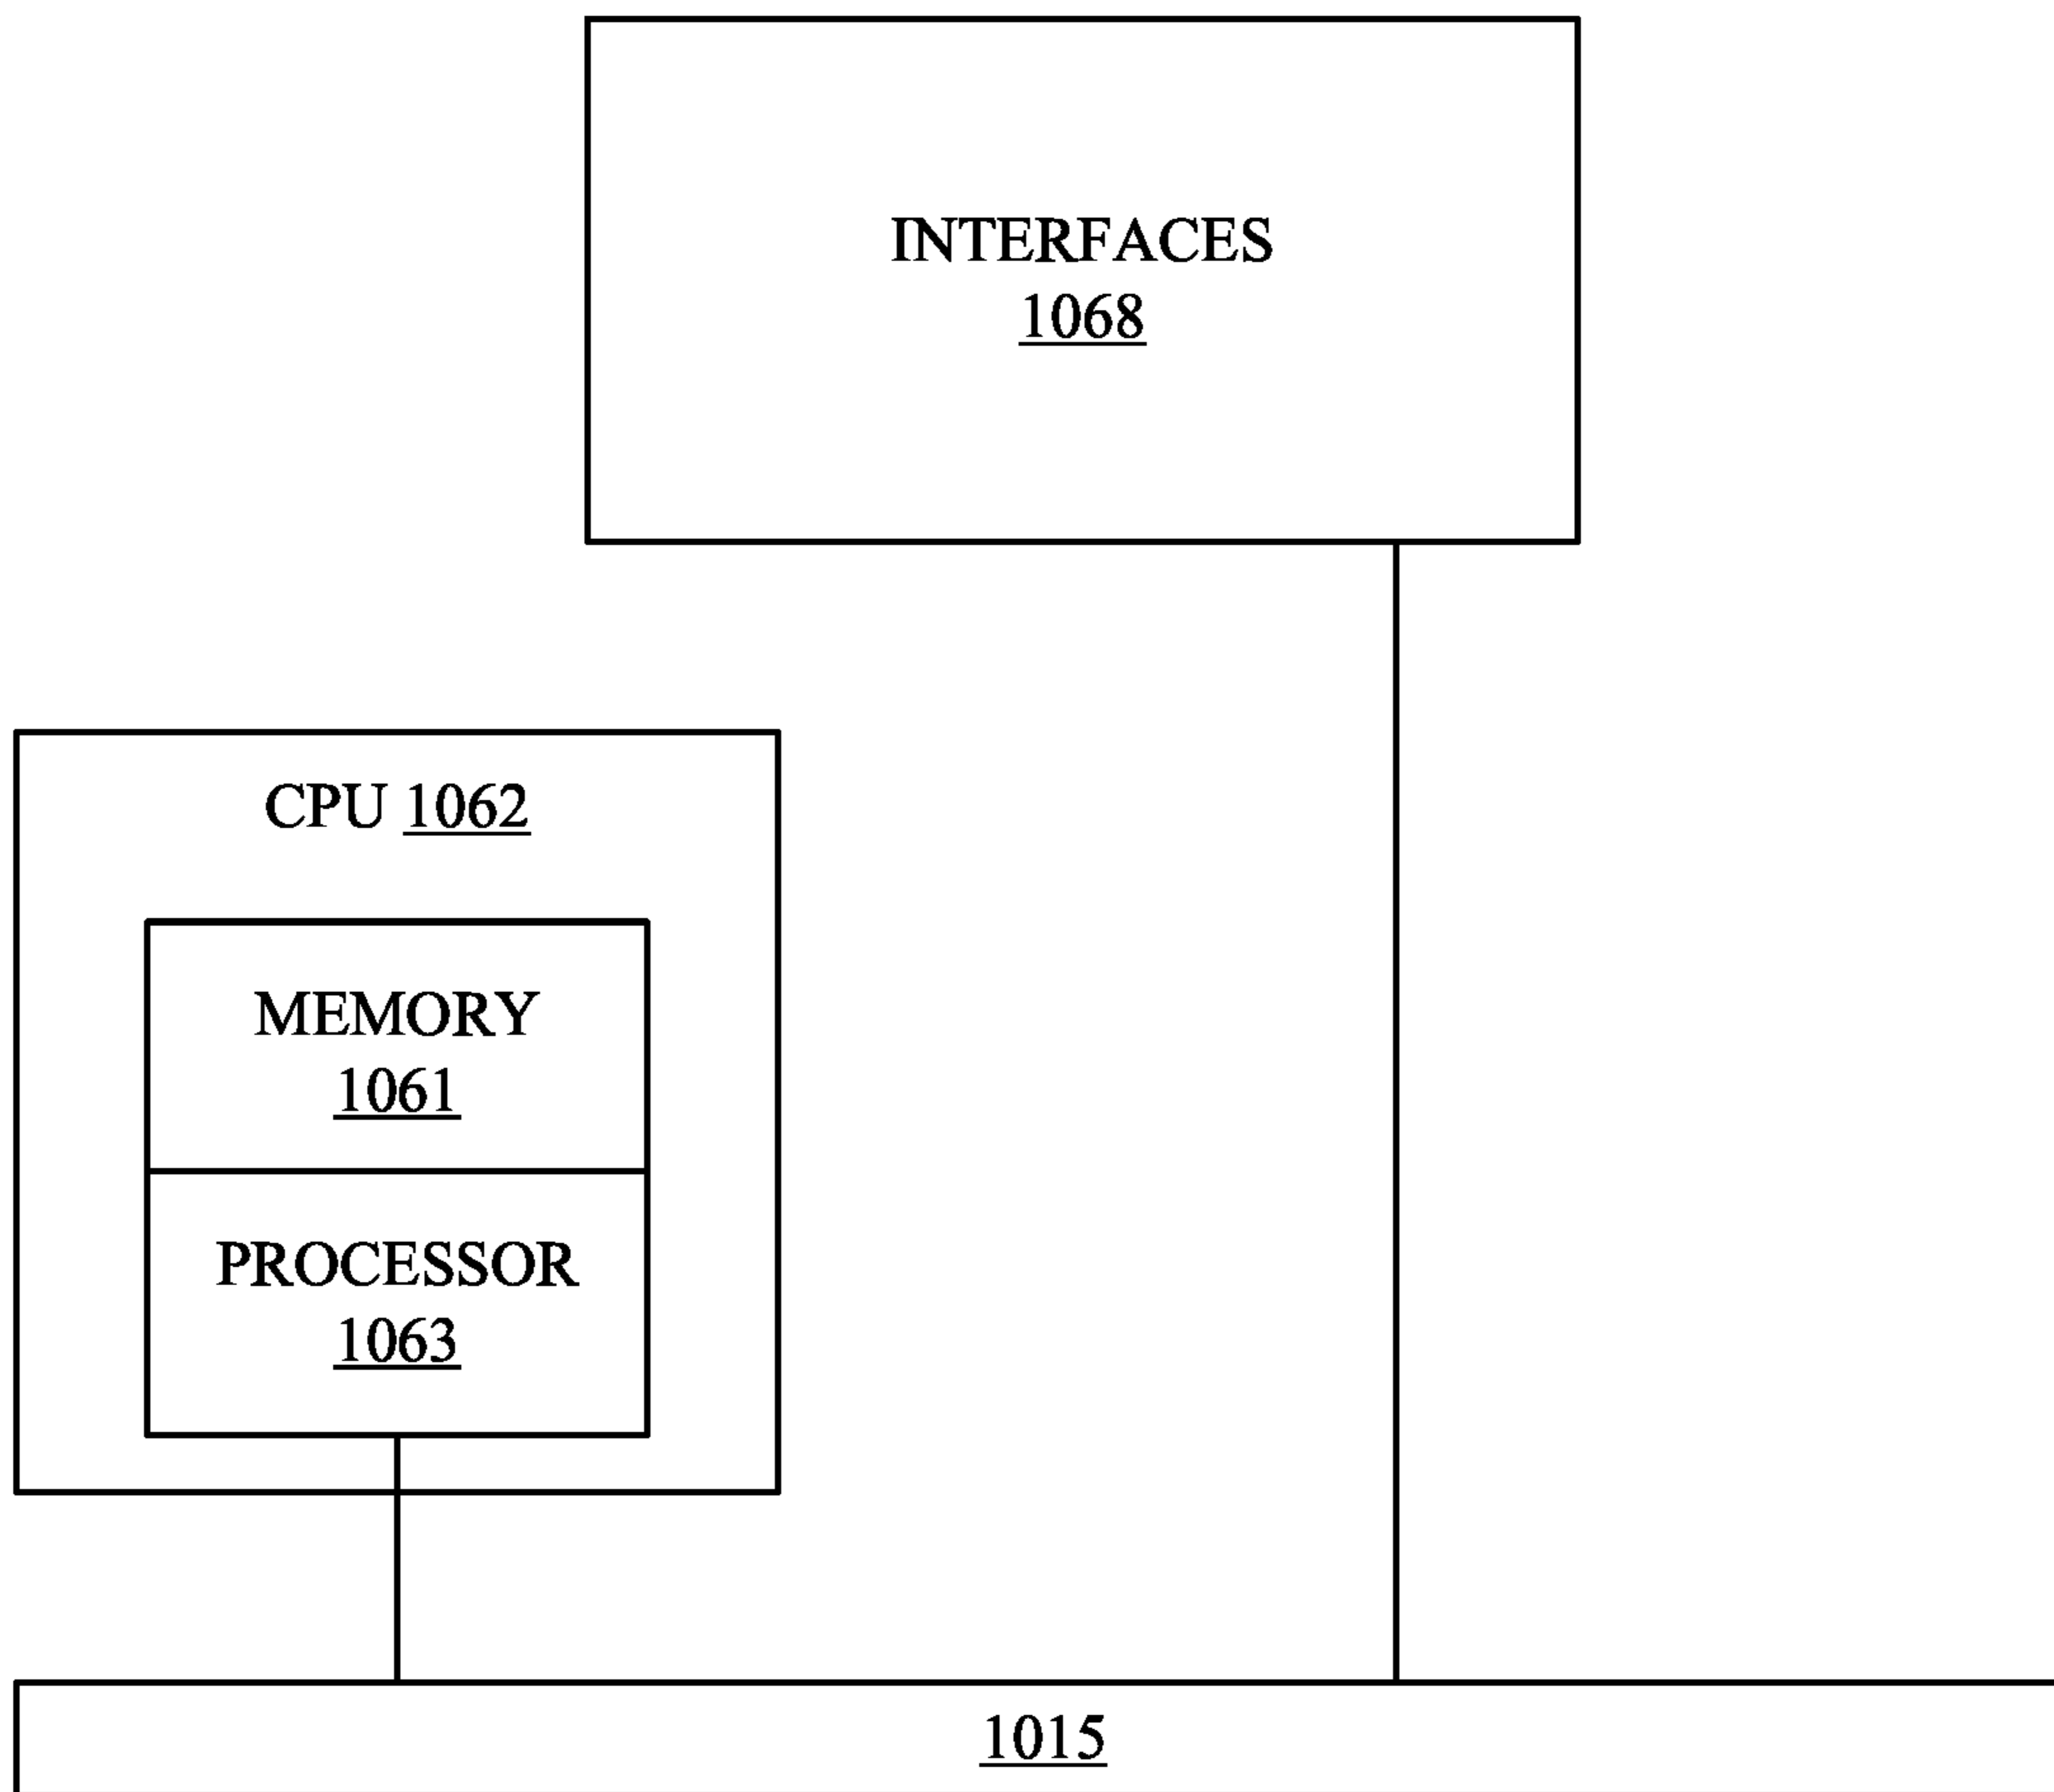 INTERFACES
1068
CPU 1062
MEMORY
1061
PROCESSOR
1063
1015